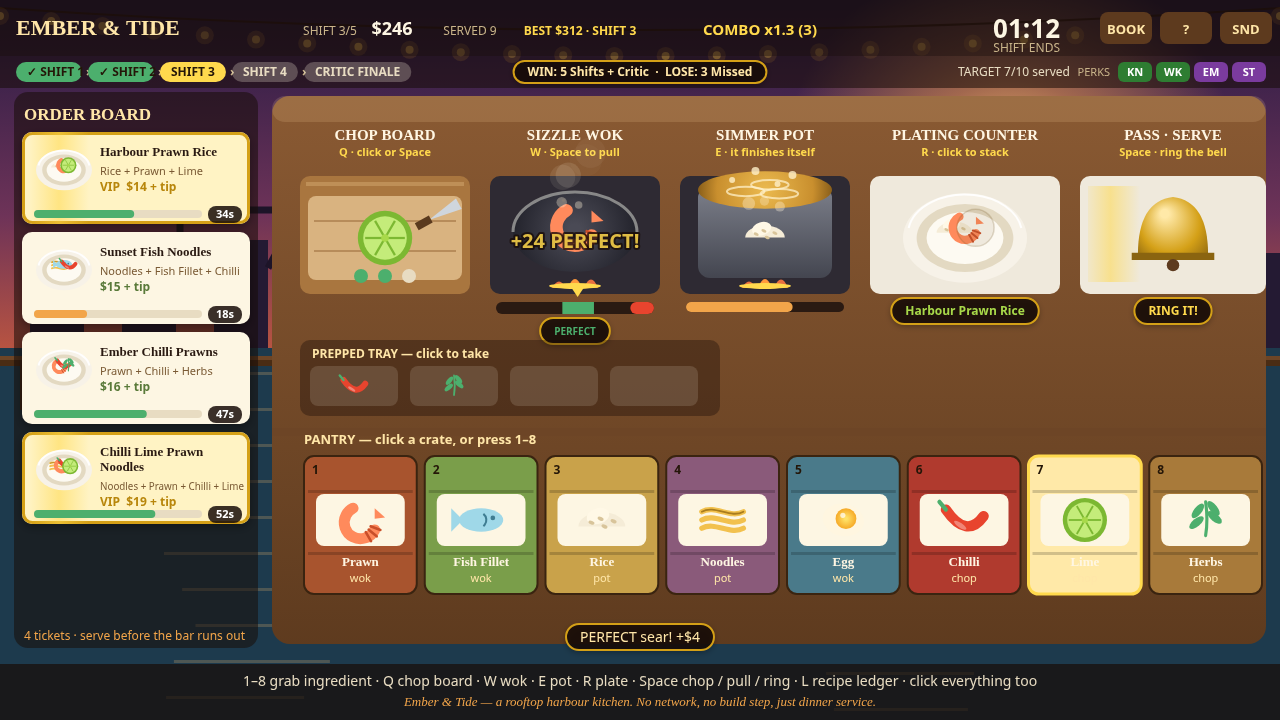 EMBER & TIDE
SHIFT 3/5 $246 SERVED 9 BEST $312 · SHIFT 3 COMBO x1.3 (3)
01:12
SHIFT ENDS
BOOK ? SND
✓ SHIFT › ✓ SHIFT › SHIFT 3 › SHIFT 4 › CRITIC FINALE
WIN: 5 Shifts + Critic · LOSE: 3 Missed
TARGET 7/10 served PERKS KN WK EM ST
ORDER BOARD
Harbour Prawn Rice
Rice + Prawn + Lime
VIP $14 + tip
34s
Sunset Fish Noodles
Noodles + Fish Fillet + Chilli
$15 + tip
18s
Ember Chilli Prawns
Prawn + Chilli + Herbs
$16 + tip
47s
Chilli Lime Prawn
Noodles
Noodles + Prawn + Chilli + Lime
VIP $19 + tip
52s
4 tickets · serve before the bar runs out
CHOP BOARD
Q · click or Space
SIZZLE WOK
W · Space to pull
SIMMER POT
E · it finishes itself
PLATING COUNTER
R · click to stack
PASS · SERVE
Space · ring the bell
+24 PERFECT!
PERFECT
Harbour Prawn Rice
RING IT!
PREPPED TRAY — click to take
PANTRY — click a crate, or press 1–8
1 Prawn wok
2 Fish Fillet wok
3 Rice pot
4 Noodles pot
5 Egg wok
6 Chilli chop
7 Lime
8 Herbs chop
PERFECT sear! +$4
1–8 grab ingredient · Q chop board · W wok · E pot · R plate · Space chop / pull / ring · L recipe ledger · click everything too
Ember & Tide — a rooftop harbour kitchen. No network, no build step, just dinner service.